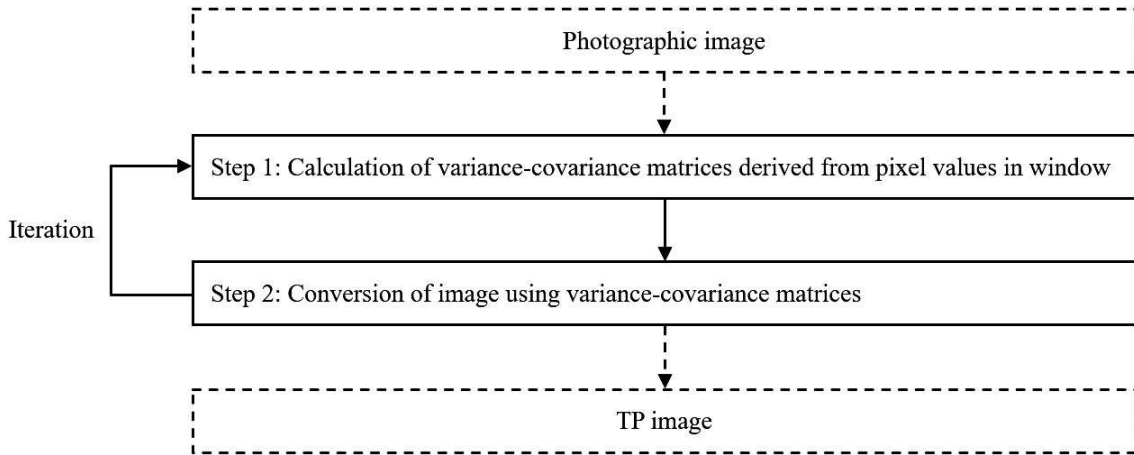 Photographic image
Step 1: Calculation of variance-covariance matrices derived from pixel values in window
Iteration
Step 2: Conversion of image using variance-covariance matrices
TP image